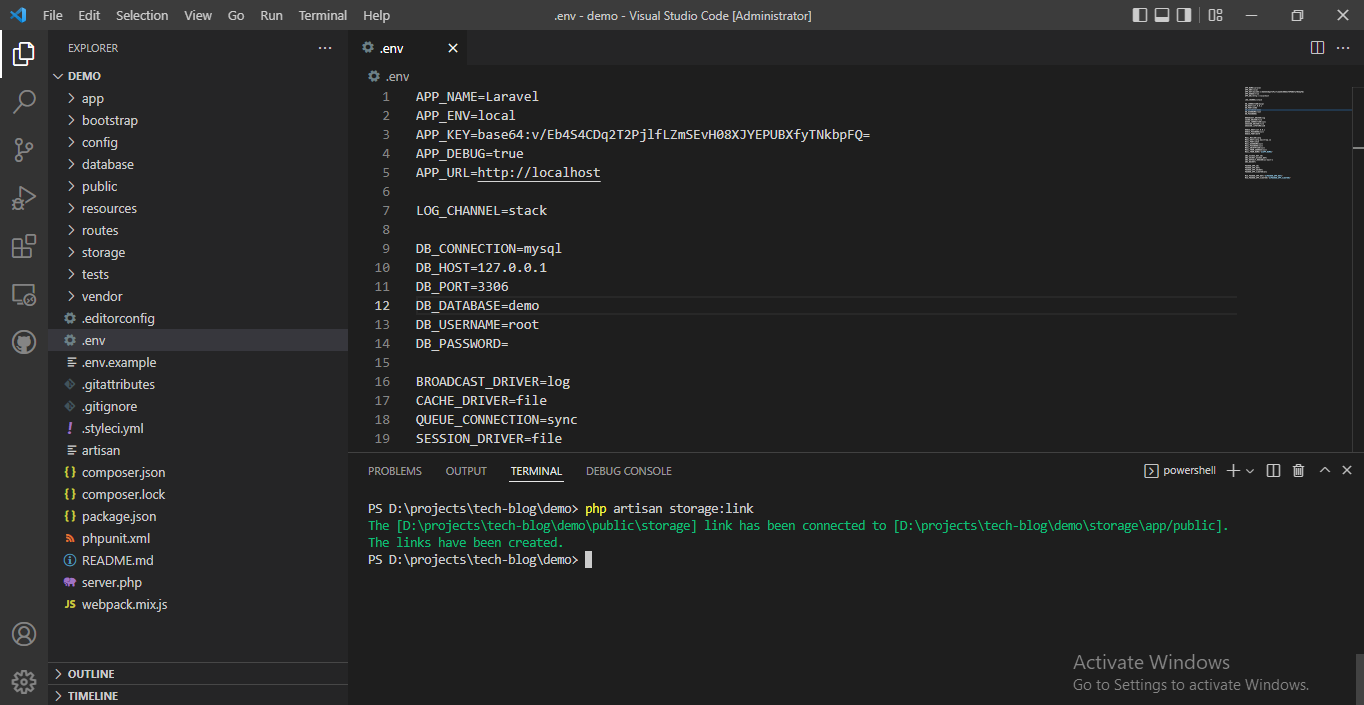 File Edit Selection View Go Run Terminal Help
.env - demo - Visual Studio Code [Administrator]
EXPLORER
DEMO
app
bootstrap
config
database
public
resources
routes
storage
tests
vendor
.editorconfig
.env
.env.example
.gitattributes
.gitignore
.styleci.yml
artisan
composer.json
composer.lock
package.json
phpunit.xml
README.md
server.php
JS webpack.mix.js
OUTLINE
TIMELINE
.env
.env
1 APP_NAME=Laravel
2 APP_ENV=local
3 APP_KEY=base64:v/Eb4S4CDq2T2PjlfLZmSEvH08XJYEPUBXfyTNkbpFQ=
4 APP_DEBUG=true
5 APP_URL=http://localhost
6
7 LOG_CHANNEL=stack
8
9 DB_CONNECTION=mysql
10 DB_HOST=127.0.0.1
11 DB_PORT=3306
12 DB_DATABASE=demo
13 DB_USERNAME=root
14 DB_PASSWORD=
15
16 BROADCAST_DRIVER=log
17 CACHE_DRIVER=file
18 QUEUE_CONNECTION=sync
19 SESSION_DRIVER=file
PROBLEMS OUTPUT TERMINAL DEBUG CONSOLE
powershell
PS D:\projects\tech-blog\demo> php artisan storage:link
The [D:\projects\tech-blog\demo\public\storage] link has been connected to [D:\projects\tech-blog\demo\storage\app/public].
The links have been created.
PS D:\projects\tech-blog\demo>
Activate Windows
Go to Settings to activate Windows.